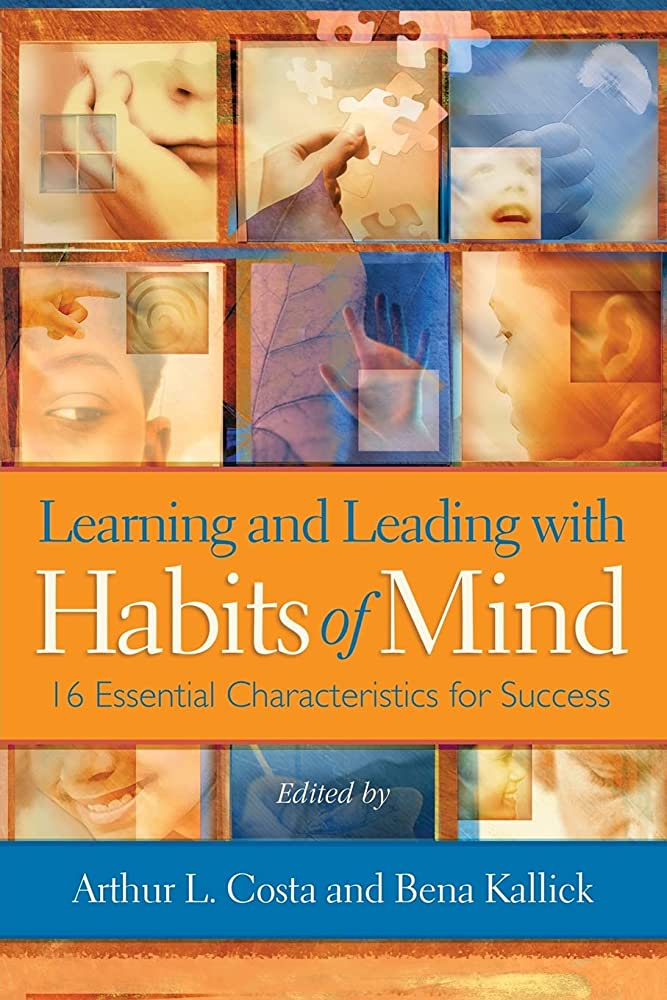 Learning and Leading with
Habits of Mind
16 Essential Characteristics for Success
Edited by
Arthur L. Costa and Bena Kallick